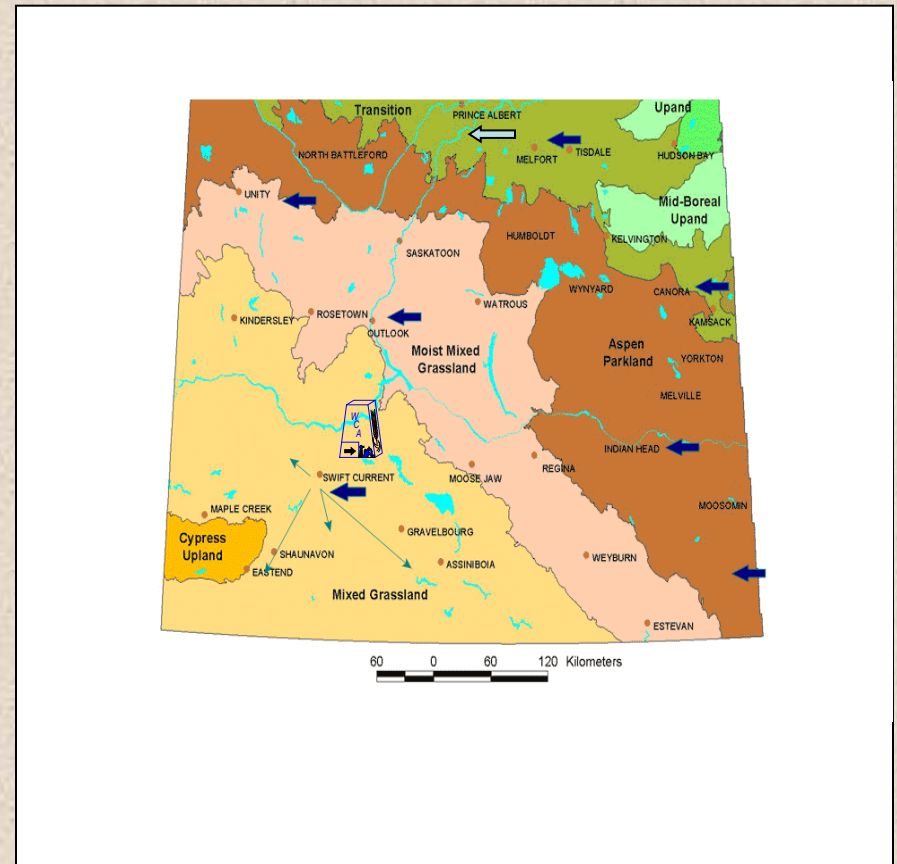 Transition
Upand
PRINCE ALBERT
NORTH BATTLEFORD
MELFORT
TISDALE
HUDSON BAY
UNITY
Mid-Boreal
Upand
HUMBOLDT
KELVINGTON
SASKATOON
WYNYARD
CANORA
WATROUS
KINDERSLEY
ROSETOWN
OUTLOOK
KAMSACK
Moist Mixed
Grassland
Aspen
Parkland
YORKTON
MELVILLE
W
C
A
INDIAN HEAD
REGINA
SWIFT CURRENT
MOOSE JAW
MAPLE CREEK
MOOSOMIN
Cypress
Upland
GRAVELBOURG
SHAUNAVON
WEYBURN
EASTEND
ASSINIBOIA
Mixed Grassland
ESTEVAN
60 0 60 120 Kilometers